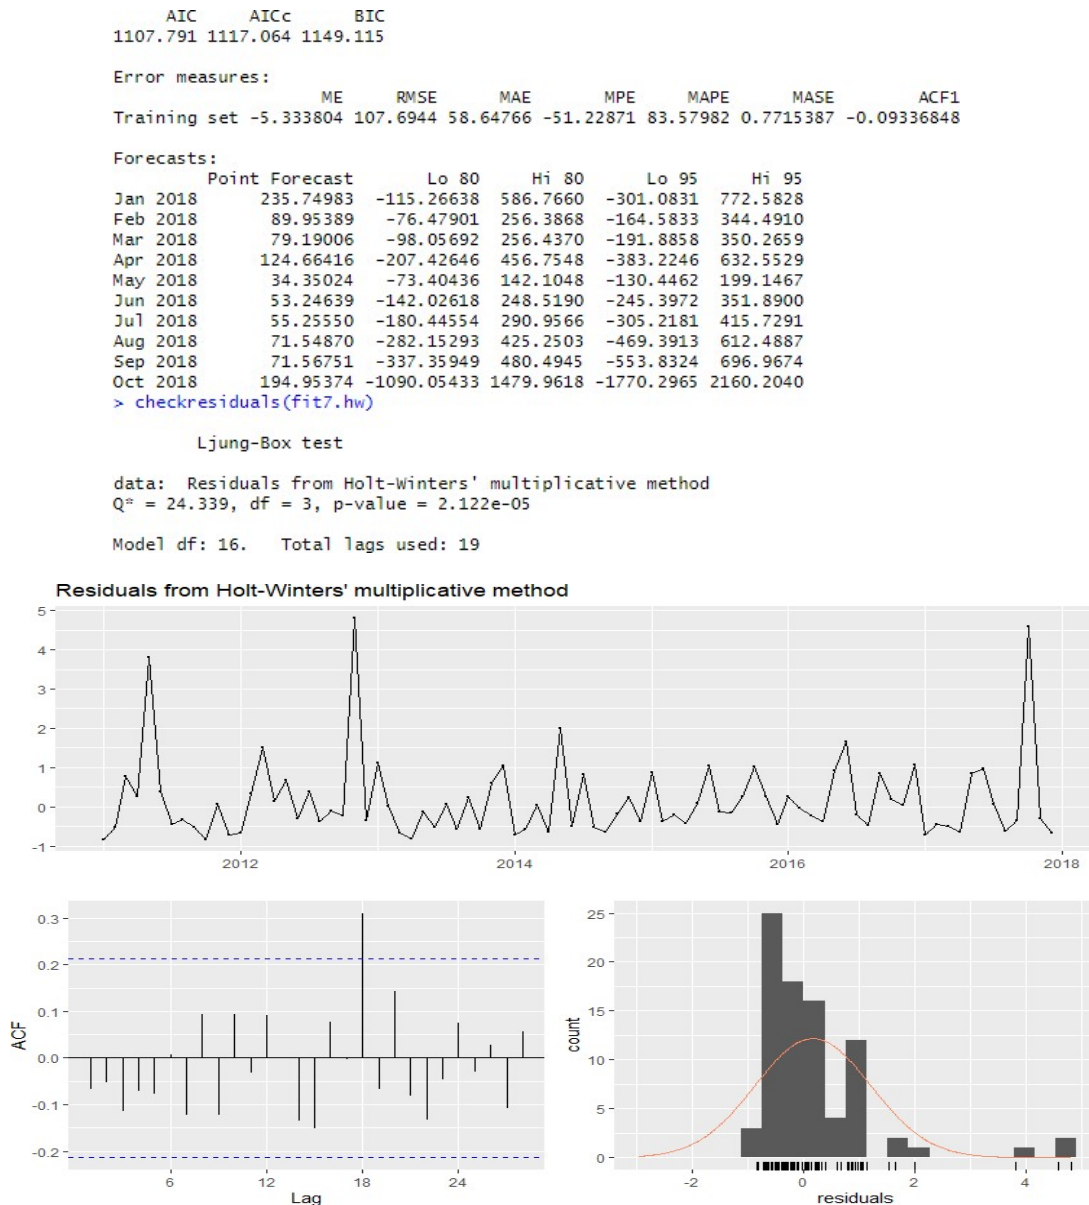 AIC AICc BIC
1107.791 1117.064 1149.115
Error measures:
ME RMSE MAE MPE MAPE MASE ACF1
Training set -5.333804 107.6944 58.64766 -51.22871 83.57982 0.7715387 -0.09336848
Forecasts:
Point Forecast Lo 80 Hi 80 Lo 95 Hi 95
Jan 2018 235.74983 -115.26638 586.7660 -301.0831 772.5828
Feb 2018 89.95389 -76.47901 256.3868 -164.5833 344.4910
Mar 2018 79.19006 -98.05692 256.4370 -191.8858 350.2659
Apr 2018 124.66416 -207.42646 456.7548 -383.2246 632.5529
May 2018 34.35024 -73.40436 142.1048 -130.4462 199.1467
Jun 2018 53.24639 -142.02618 248.5190 -245.3972 351.8900
Jul 2018 55.25550 -180.44554 290.9566 -305.2181 415.7291
Aug 2018 71.54870 -282.15293 425.2503 -469.3913 612.4887
Sep 2018 71.56751 -337.35949 480.4945 -553.8324 696.9674
Oct 2018 194.95374 -1090.05433 1479.9618 -1770.2965 2160.2040
> checkresiduals(fit7.hw)
Ljung-Box test
data: Residuals from Holt-Winters' multiplicative method
Q* = 24.339, df = 3, p-value = 2.122e-05
Model df: 16. Total lags used: 19
Residuals from Holt-Winters' multiplicative method
5
4
3
2
1
0
-1
2012 2014 2016 2018
0.3
0.2
0.1
0.0
-0.1
-0.2
ACF
6 12 18 24
Lag
25
20
15
10
5
0
count
-2 0 2 4
residuals